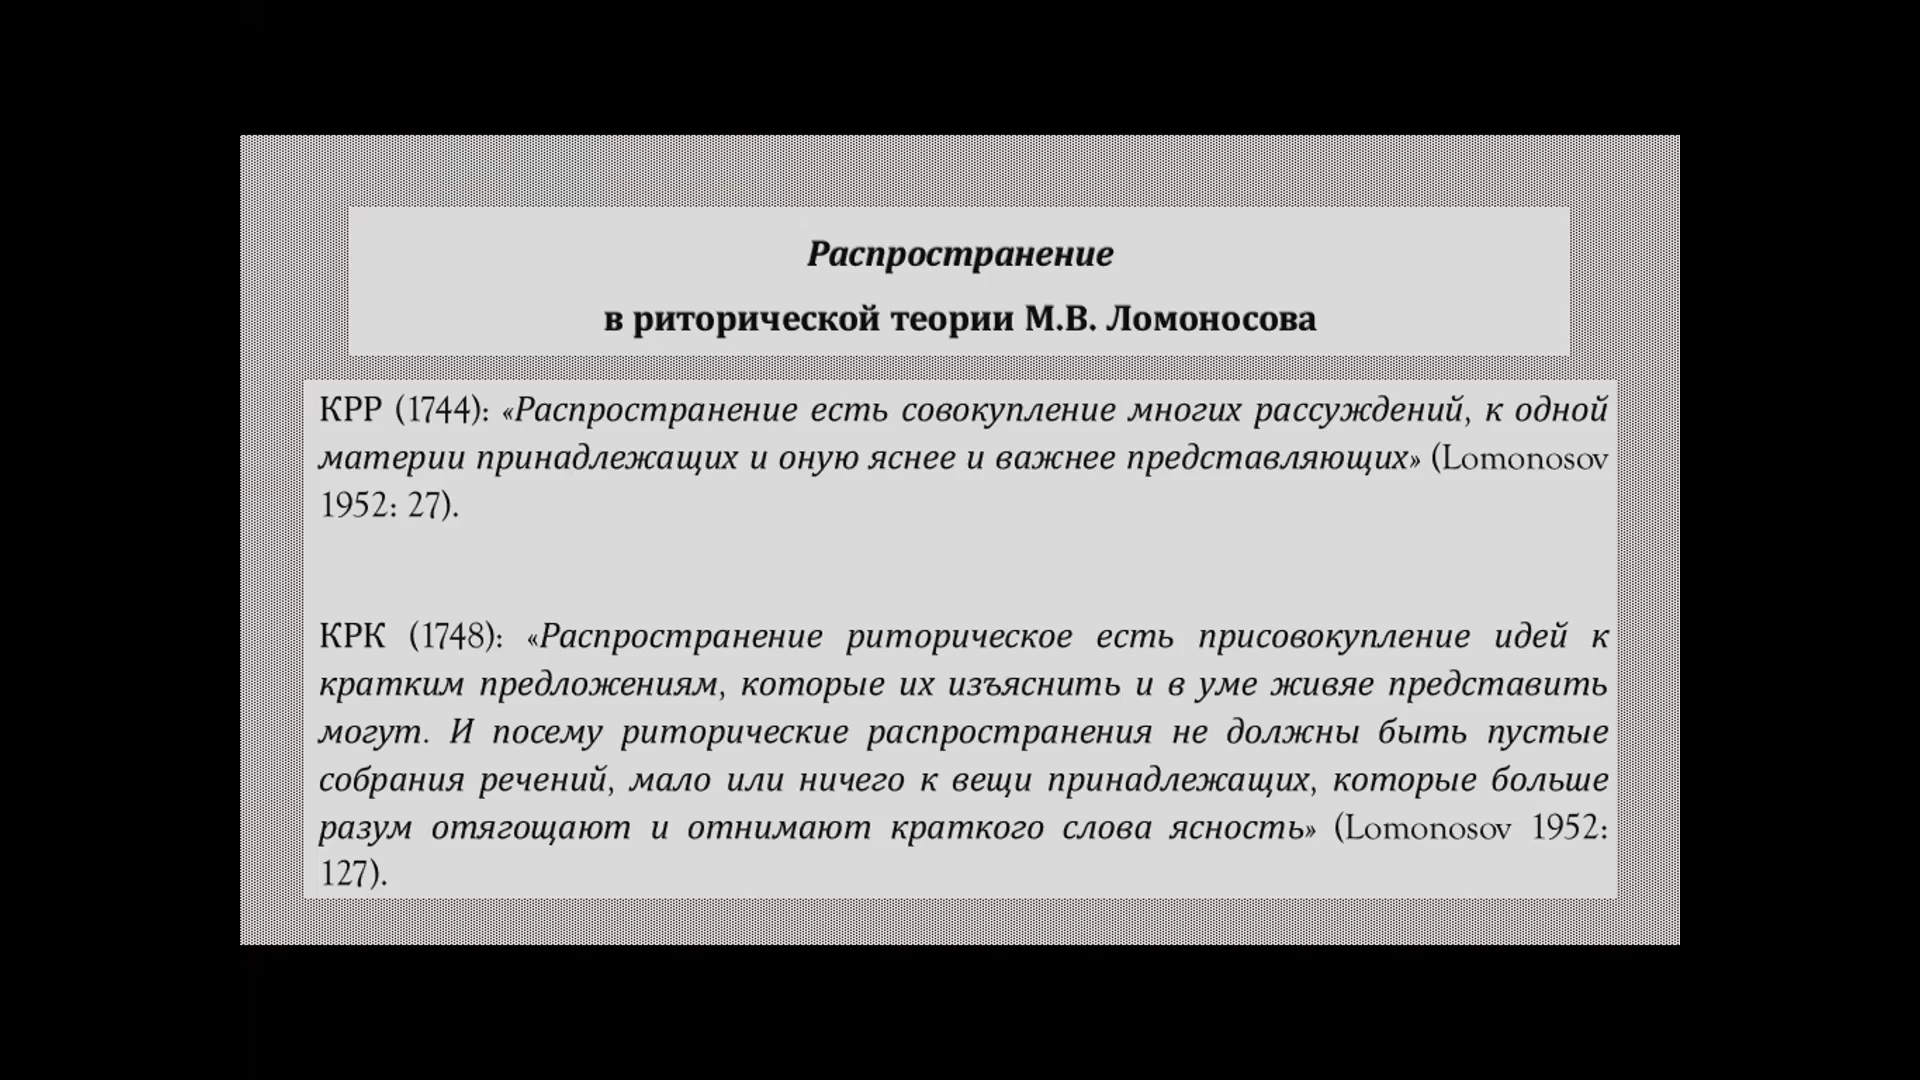 Распространение
в риторической теории М.В. Ломоносова
КРР (1744): «Распространение есть совокупление многих рассуждений, к одной
материи принадлежащих и оную яснее и важнее представляющих» (Lomonosov
1952: 27).
КРК (1748): «Распространение риторическое есть присовокупление идей к
кратким предложениям, которые их изъяснить и в уме живяе представить
могут. И посему риторические распространения не должны быть пустые
собрания речений, мало или ничего к вещи принадлежащих, которые больше
разум отягощают и отнимают краткого слова ясность» (Lomonosov 1952:
127).